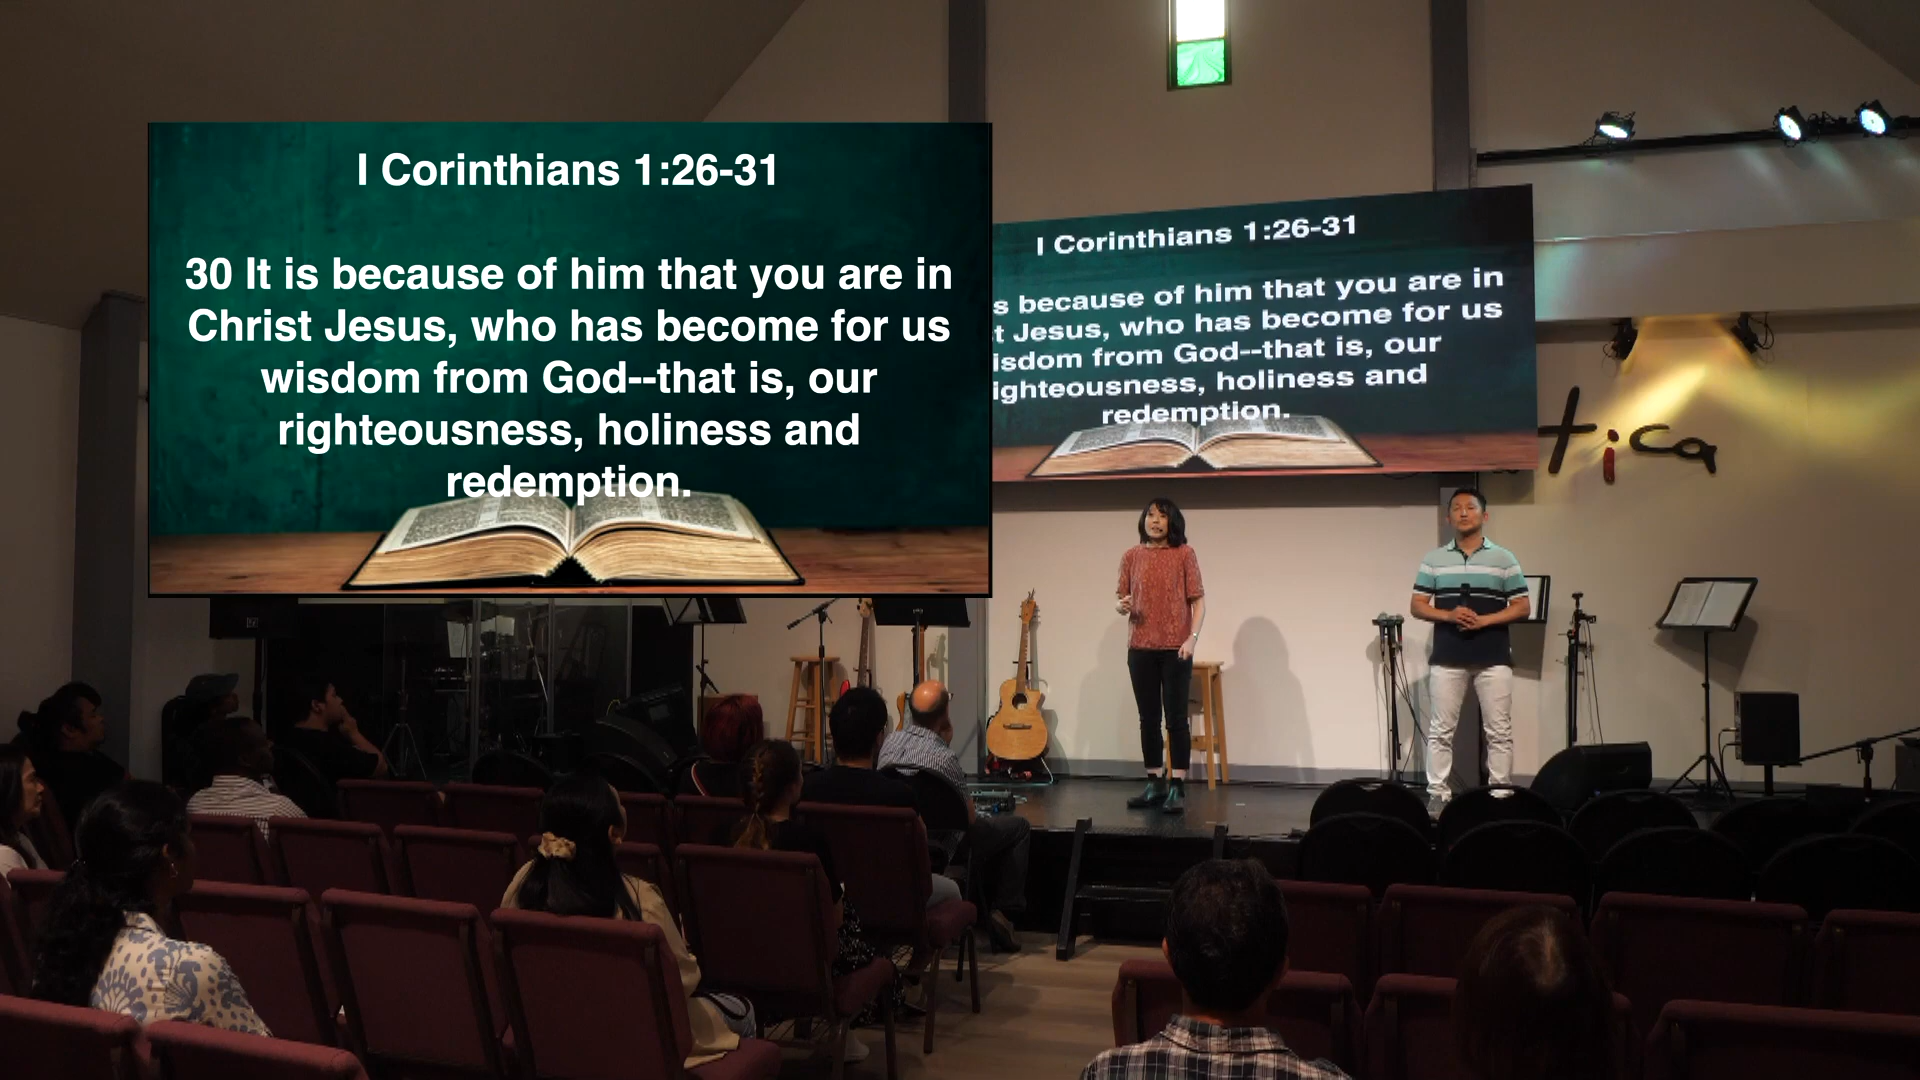 I Corinthians 1:26-31
30 It is because of him that you are in
Christ Jesus, who has become for us
wisdom from God--that is, our
righteousness, holiness and
redemption.
I Corinthians 1:26-31
s because of him that you are in
t Jesus, who has become for us
isdom from God--that is, our
ighteousness, holiness and
redemption.
tica